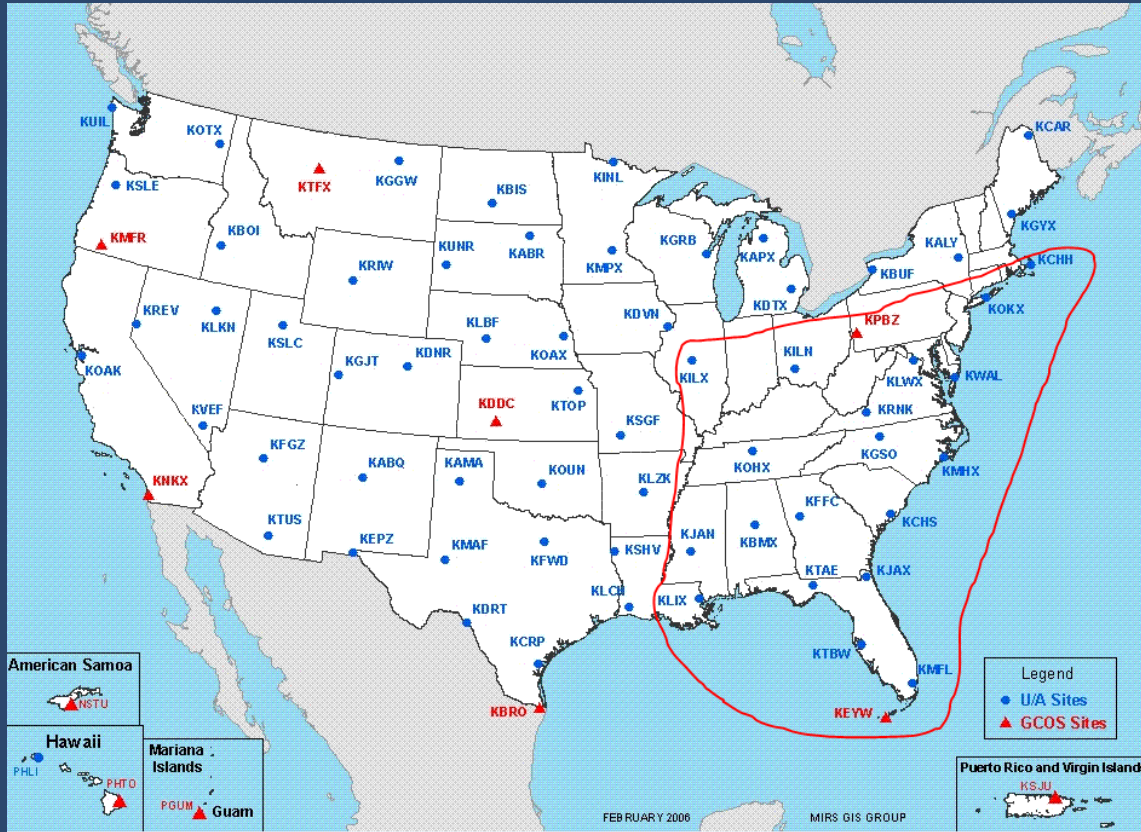 KUIL
KOTX
KCAR
KTFX
KGGW
KINL
KSLE
KBIS
KGYX
KMFR
KBOI
KUNR
KABR
KGRB
KAPX
KALY
KRIW
KMPX
KBUF
KCHH
KDTX
KREV
KLKN
KLBF
KDVN
KPBZ
KOKX
KSLC
KOAX
KOAK
KGJT
KDNR
KILX
KILN
KLWX
KWAL
KVEF
KDDC
KTOP
KSGF
KRNK
KFGZ
KABQ
KAMA
KOUN
KOHX
KGSO
KMHX
KNKX
KLZK
KFFC
KCHS
KTUS
KEPZ
KMAF
KFWD
KSHV
KJAN
KBMX
KTAE
KJAX
KLCH
KLIX
KDRT
KCRP
KTBW
KMFL
KBRO
KEYW
American Samoa
NSTU
Hawaii
PHLI
PHTO
Mariana
Islands
PGUM
Guam
Legend
U/A Sites
GCOS Sites
Puerto Rico and Virgin Islands
KSJU
FEBRUARY 2006
MIRS GIS GROUP